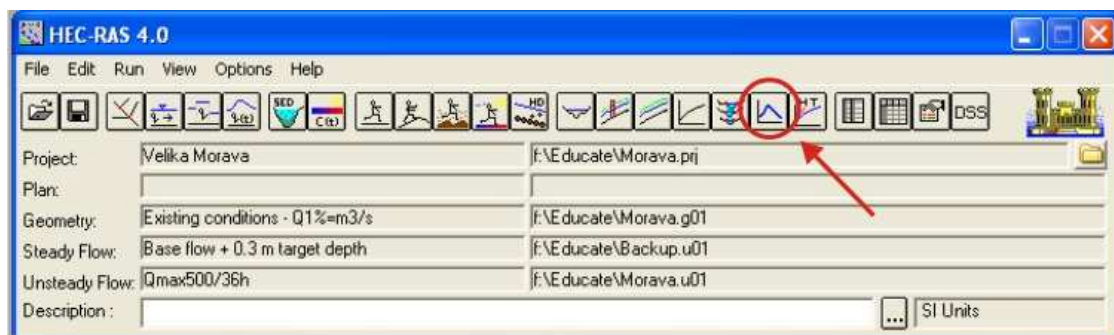 HEC-RAS 4.0
File Edit Run View Options Help
SED C(t) HD H,T DSS
Project: Velika Morava f:\Educate\Morava.prj
Plan:
Geometry: Existing conditions - Q1%=m3/s f:\Educate\Morava.g01
Steady Flow: Base flow + 0.3 m target depth f:\Educate\Backup.u01
Unsteady Flow: Qmax500/36h f:\Educate\Morava.u01
Description : ... SI Units